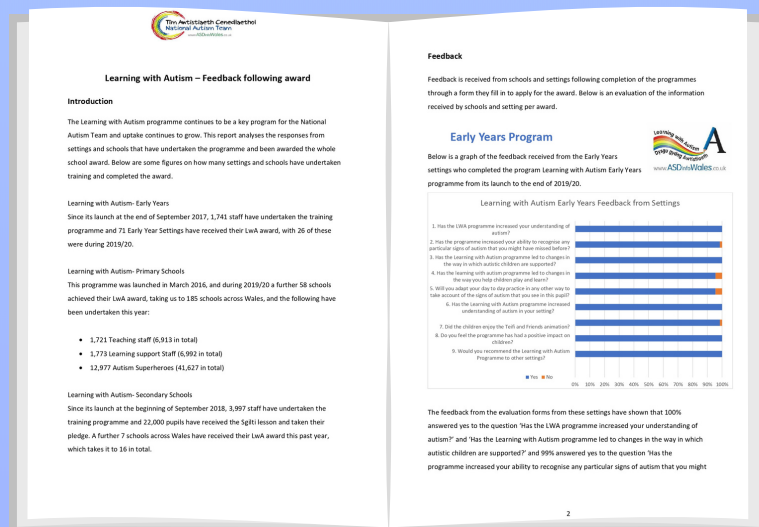 Tîm Awtistiaeth Cenedlaethol
National Autism Team
www.ASDinfoWales.co.uk
Learning with Autism – Feedback following award
Introduction
The Learning with Autism programme continues to be a key program for the National
Autism Team and uptake continues to grow. This report analyses the responses from
settings and schools that have undertaken the programme and been awarded the whole
school award. Below are some figures on how many settings and schools have undertaken
training and completed the award.
Learning with Autism- Early Years
Since its launch at the end of September 2017, 1,741 staff have undertaken the training
programme and 71 Early Year Settings have received their LwA award, with 26 of these
were during 2019/20.
Learning with Autism- Primary Schools
This programme was launched in March 2016, and during 2019/20 a further 58 schools
achieved their LwA award, taking us to 185 schools across Wales, and the following have
been undertaken this year:
• 1,721 Teaching staff (6,913 in total)
• 1,773 Learning support Staff (6,992 in total)
• 12,977 Autism Superheroes (41,627 in total)
Learning with Autism- Secondary Schools
Since its launch at the beginning of September 2018, 3,997 staff have undertaken the
training programme and 22,000 pupils have received the Sgilti lesson and taken their
pledge. A further 7 schools across Wales have received their LwA award this past year,
which takes it to 16 in total.
Feedback
Feedback is received from schools and settings following completion of the programmes
through a form they fill in to apply for the award. Below is an evaluation of the information
received by schools and setting per award.
Early Years Program
Learning with Autism
Dysgu gydag Awtistiaeth
A
www.ASDinfoWales.co.uk
Below is a graph of the feedback received from the Early Years
settings who completed the program Learning with Autism Early Years
programme from its launch to the end of 2019/20.
Learning with Autism Early Years Feedback from Settings
1. Has the LWA programme increased your understanding of
autism?
2. Has the programme increased your ability to recognise any
particular signs of autism that you might have missed before?
3. Has the Learning with Autism programme led to changes in
the way in which autistic children are supported?
4. Has the learning with autism programme led to changes in
the way you help children play and learn?
5. Will you adapt your day to day practice in any other way to
take account of the signs of autism that you see in this pupil?
6. Has the Learning with Autism programme increased
understanding of autism in your setting?
7. Did the children enjoy the Teifi and Friends animation?
8. Do you feel the programme has had a positive impact on
children?
9. Would you recommend the Learning with Autism
Programme to other settings?
Yes No
0% 10% 20% 30% 40% 50% 60% 70% 80% 90% 100%
The feedback from the evaluation forms from these settings have shown that 100%
answered yes to the question 'Has the LWA programme increased your understanding of
autism?' and 'Has the Learning with Autism programme led to changes in the way in which
autistic children are supported?' and 99% answered yes to the question 'Has the
programme increased your ability to recognise any particular signs of autism that you might
2